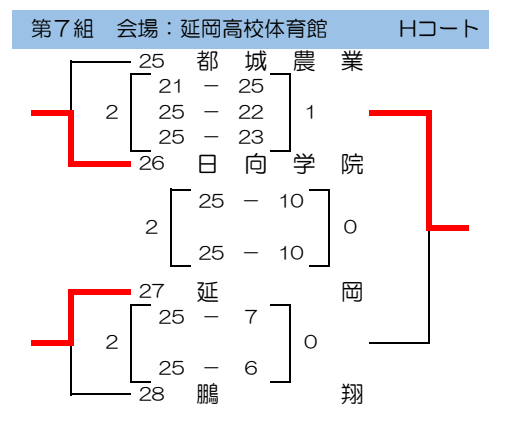 第7組 会場：延岡高校体育館 Hコート
25 都城農業
21 － 25
2 25 － 22 1
25 － 23
26 日向学院
25 － 10
2 0
25 － 10
27 延岡
25 － 7
2 0
25 － 6
28 鵬翔